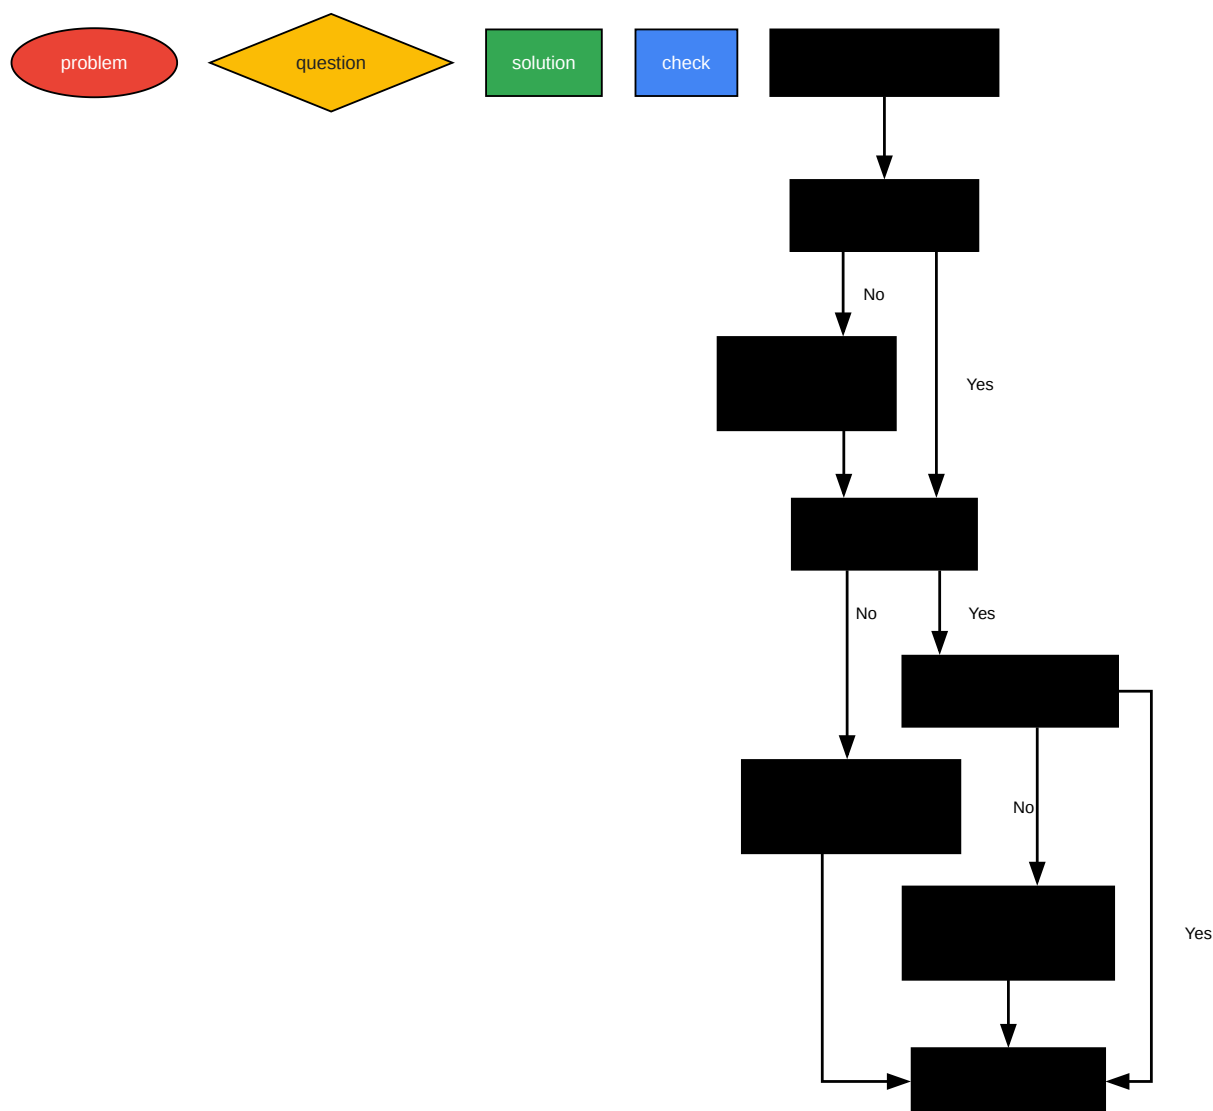 problem
question
solution
check
No
Yes
No
Yes
No
Yes